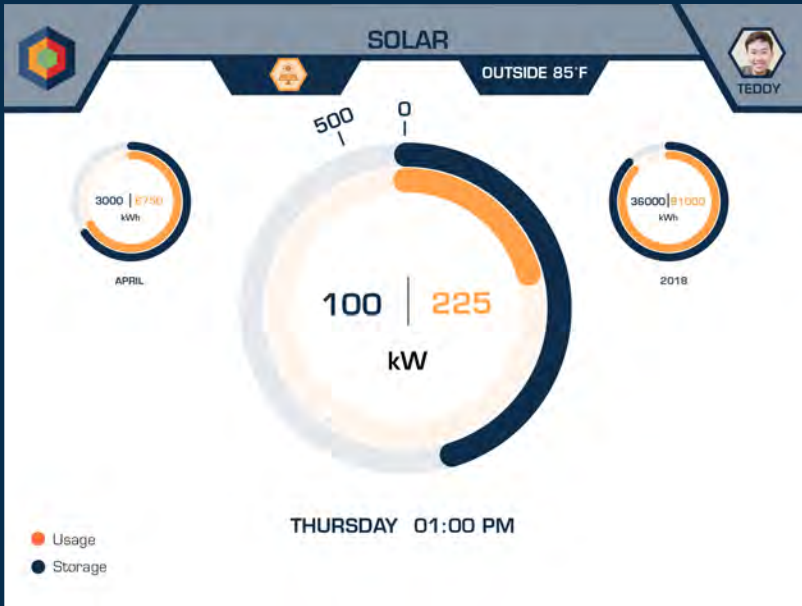 SOLAR
OUTSIDE 85°F
TEDDY
500
0
3000 | 6750
kWh
APRIL
36000|81000
kWh
2018
100 | 225
kW
THURSDAY 01:00 PM
Usage
Storage